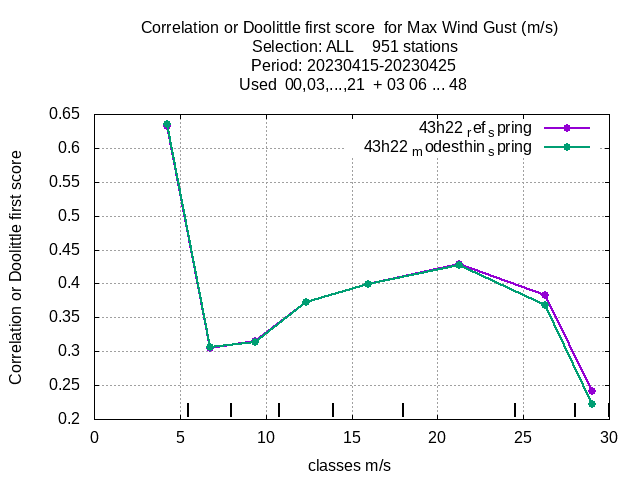 Correlation or Doolittle first score  for Max Wind Gust (m/s)
Selection: ALL    951 stations
Period: 20230415-20230425
Used  00,03,...,21  + 03 06 ... 48
43h22 ref spring
43h22 modesthin spring
Correlation or Doolittle first score
0.65
0.6
0.55
0.5
0.45
0.4
0.35
0.3
0.25
0.2
0 5 10 15 20 25 30
classes m/s